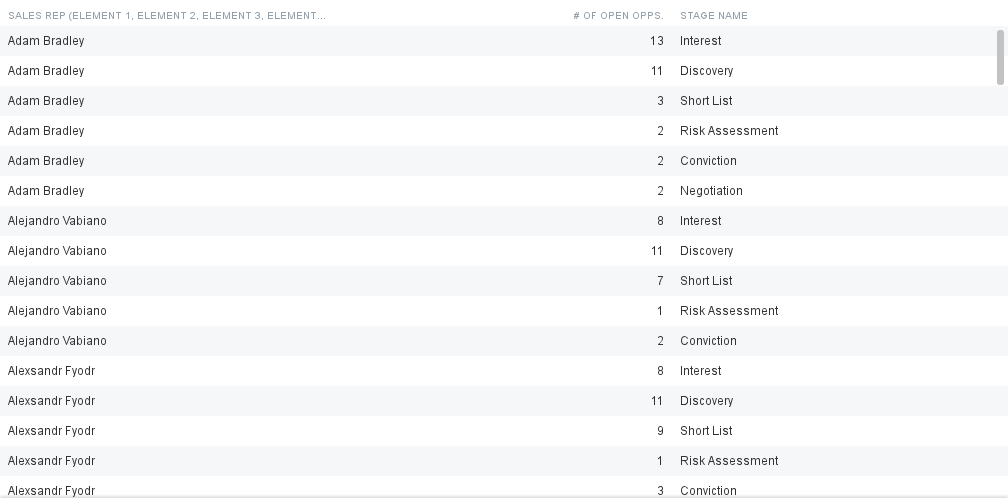 SALES REP (ELEMENT 1, ELEMENT 2, ELEMENT 3, ELEMENT... # OF OPEN OPPS. STAGE NAME
Adam Bradley 13 Interest
Adam Bradley 11 Discovery
Adam Bradley 3 Short List
Adam Bradley 2 Risk Assessment
Adam Bradley 2 Conviction
Adam Bradley 2 Negotiation
Alejandro Vabiano 8 Interest
Alejandro Vabiano 11 Discovery
Alejandro Vabiano 7 Short List
Alejandro Vabiano 1 Risk Assessment
Alejandro Vabiano 2 Conviction
Alexsandr Fyodr 8 Interest
Alexsandr Fyodr 11 Discovery
Alexsandr Fyodr 9 Short List
Alexsandr Fyodr 1 Risk Assessment
Alexsandr Fyodr 3 Conviction